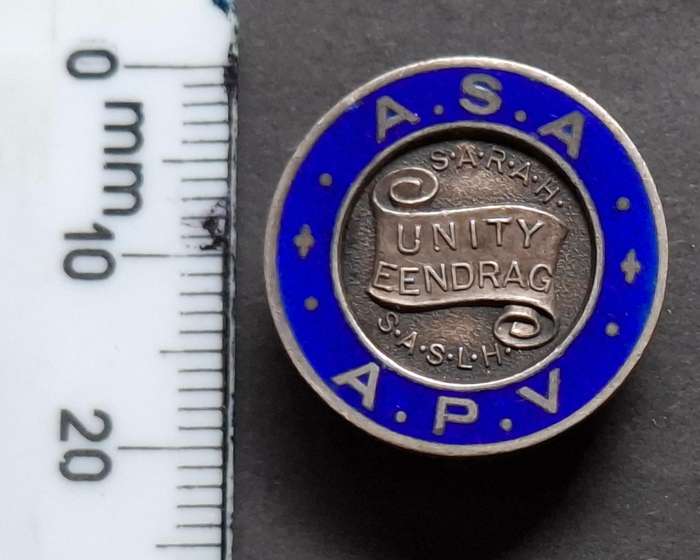 0
mm
10
20
A.S.A
S.A.R.A.H.
UNITY
EENDRAG
S.A.S.L.H.
A.P.V